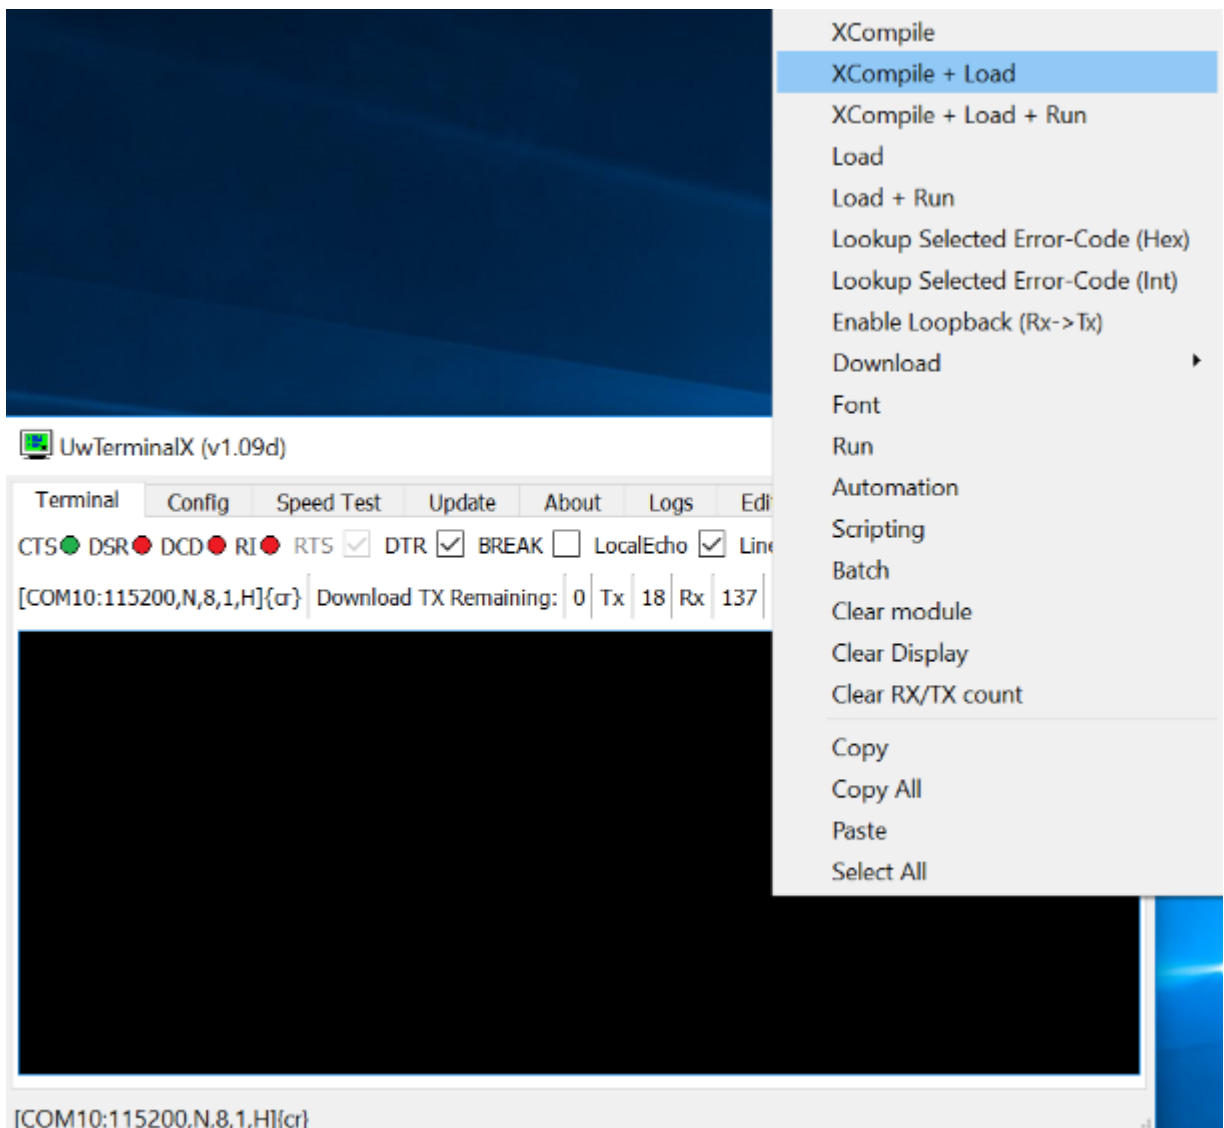 XCompile
XCompile + Load
XCompile + Load + Run
Load
Load + Run
Lookup Selected Error-Code (Hex)
Lookup Selected Error-Code (Int)
Enable Loopback (Rx->Tx)
Download
Font
Run
Automation
Scripting
Batch
Clear module
Clear Display
Clear RX/TX count
Copy
Copy All
Paste
Select All
UwTerminalX (v1.09d)
Terminal Config Speed Test Update About Logs Edi
CTS DSR DCD RI RTS DTR BREAK LocalEcho Line
[COM10:115200,N,8,1,H]{cr} Download TX Remaining: 0 Tx 18 Rx 137
[COM10:115200,N,8,1,H]{cr}